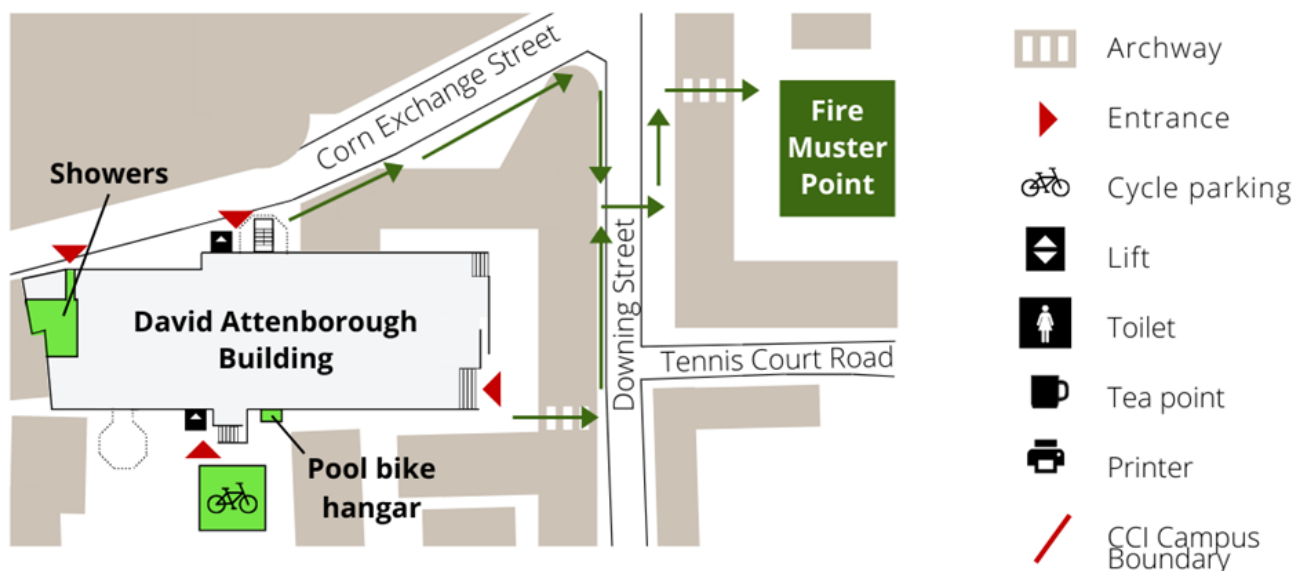 Corn Exchange Street
Showers
Fire
Muster
Point
David Attenborough
Building
Downing Street
Tennis Court Road
Pool bike
hangar
Archway
Entrance
Cycle parking
Lift
Toilet
Tea point
Printer
CCI Campus
Boundary